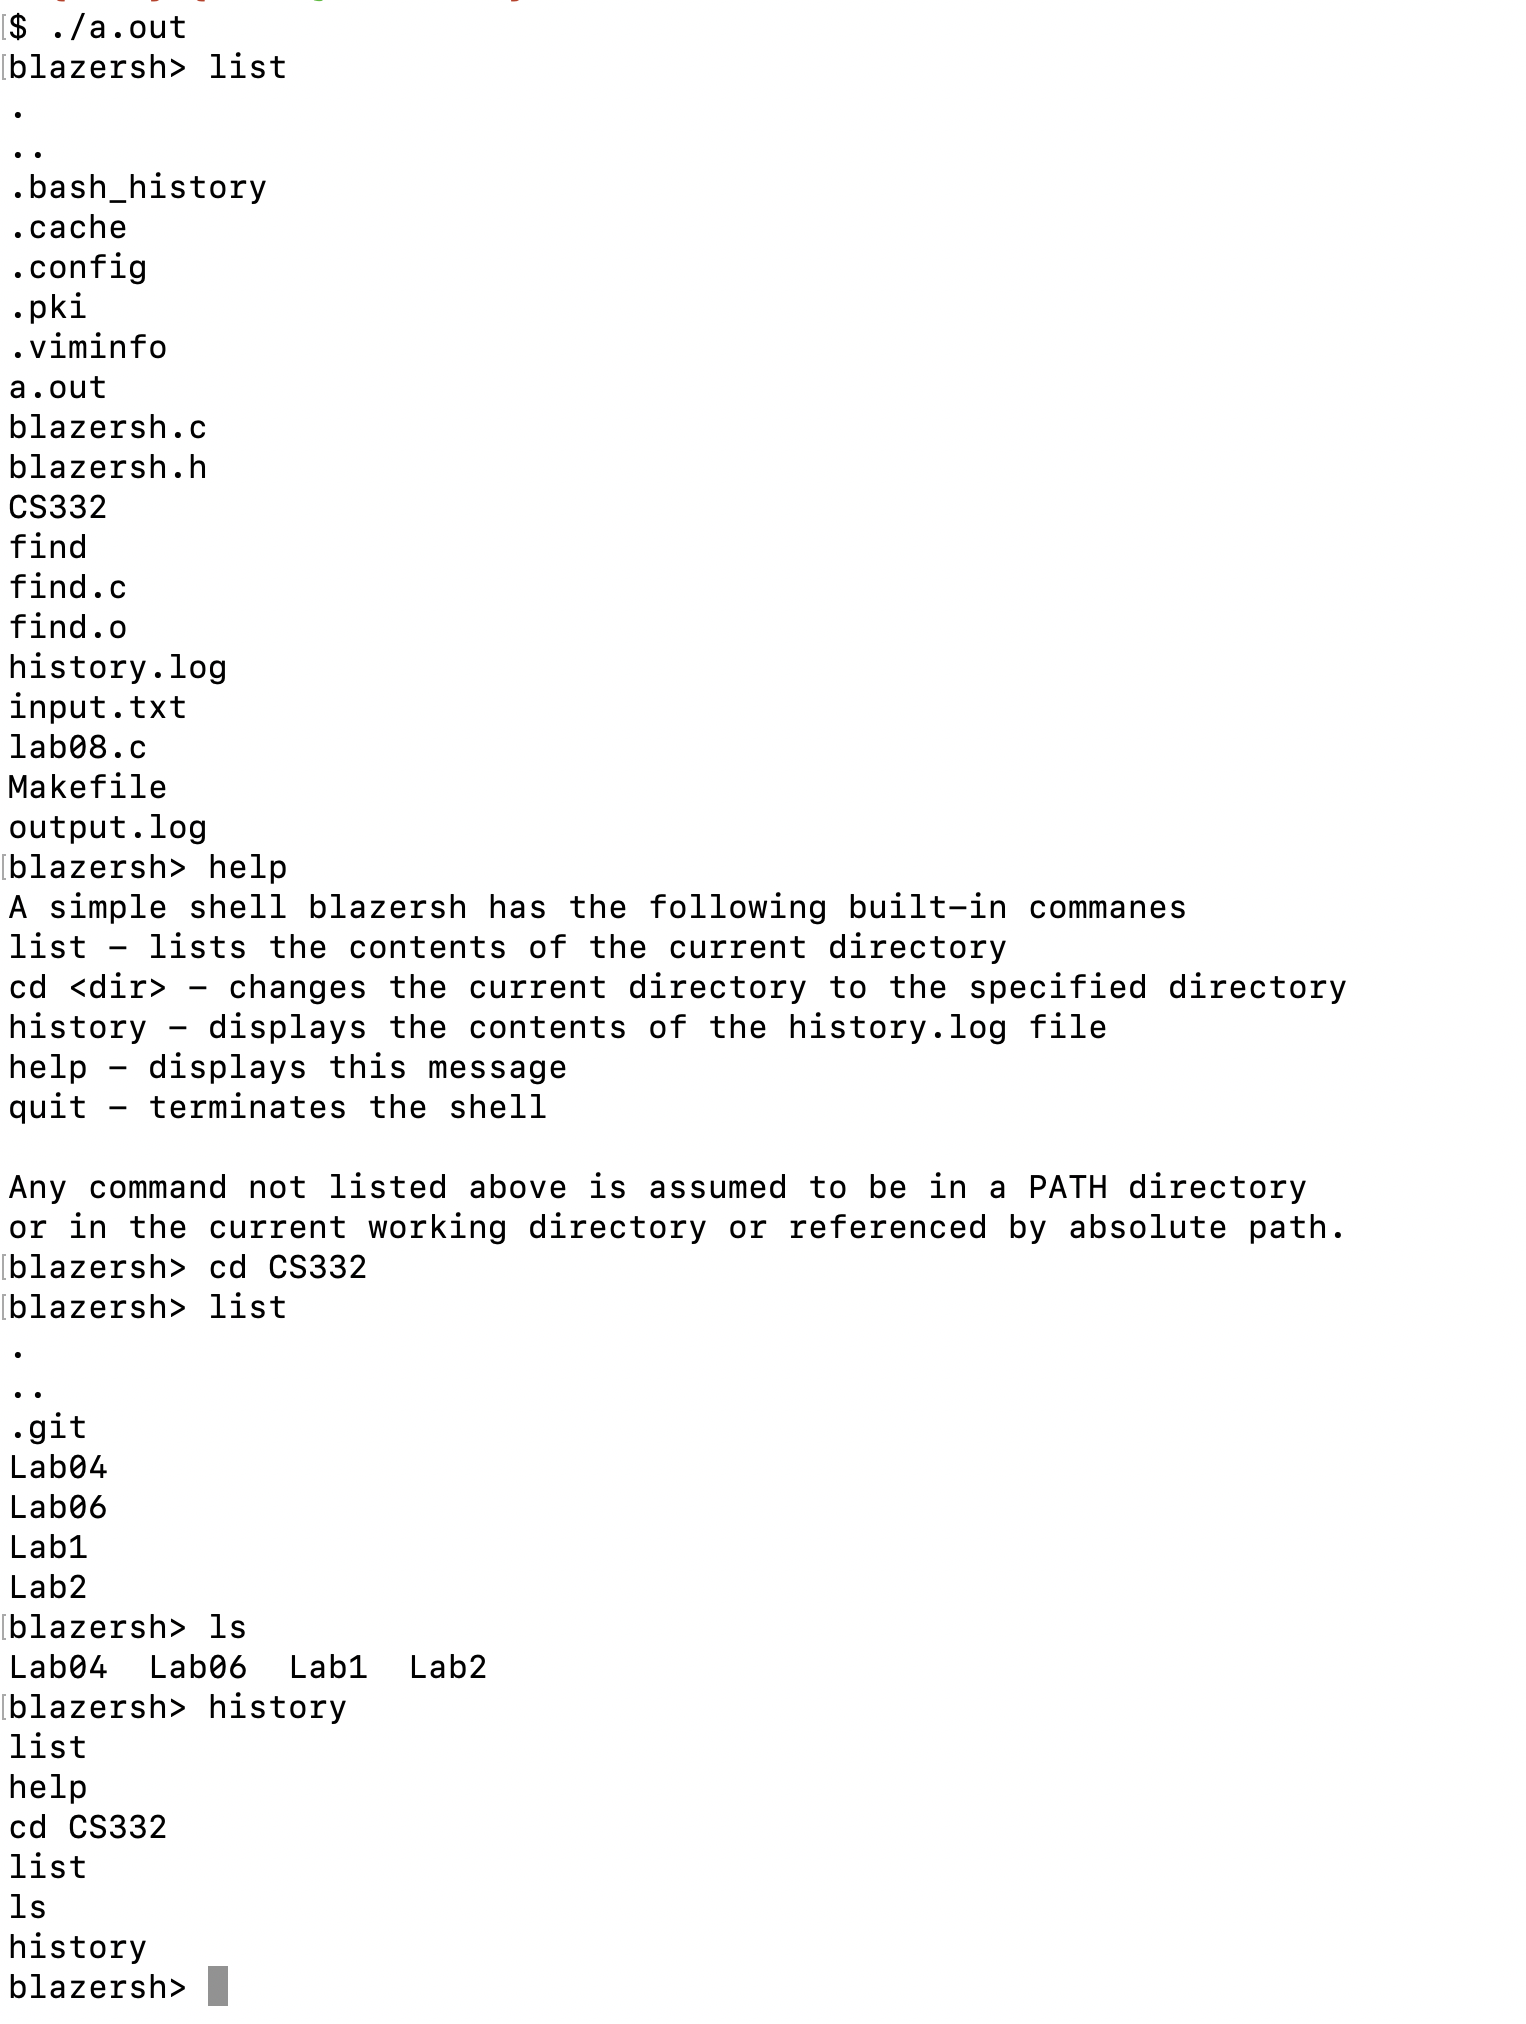 $ ./a.out
blazersh> list
.
..
.bash_history
.cache
.config
.pki
.viminfo
a.out
blazersh.c
blazersh.h
CS332
find
find.c
find.o
history.log
input.txt
lab08.c
Makefile
output.log
blazersh> help
A simple shell blazersh has the following built-in commanes
list - lists the contents of the current directory
cd <dir> - changes the current directory to the specified directory
history - displays the contents of the history.log file
help - displays this message
quit - terminates the shell

Any command not listed above is assumed to be in a PATH directory
or in the current working directory or referenced by absolute path.
blazersh> cd CS332
blazersh> list
.
..
.git
Lab04
Lab06
Lab1
Lab2
blazersh> ls
Lab04  Lab06  Lab1  Lab2
blazersh> history
list
help
cd CS332
list
ls
history
blazersh>